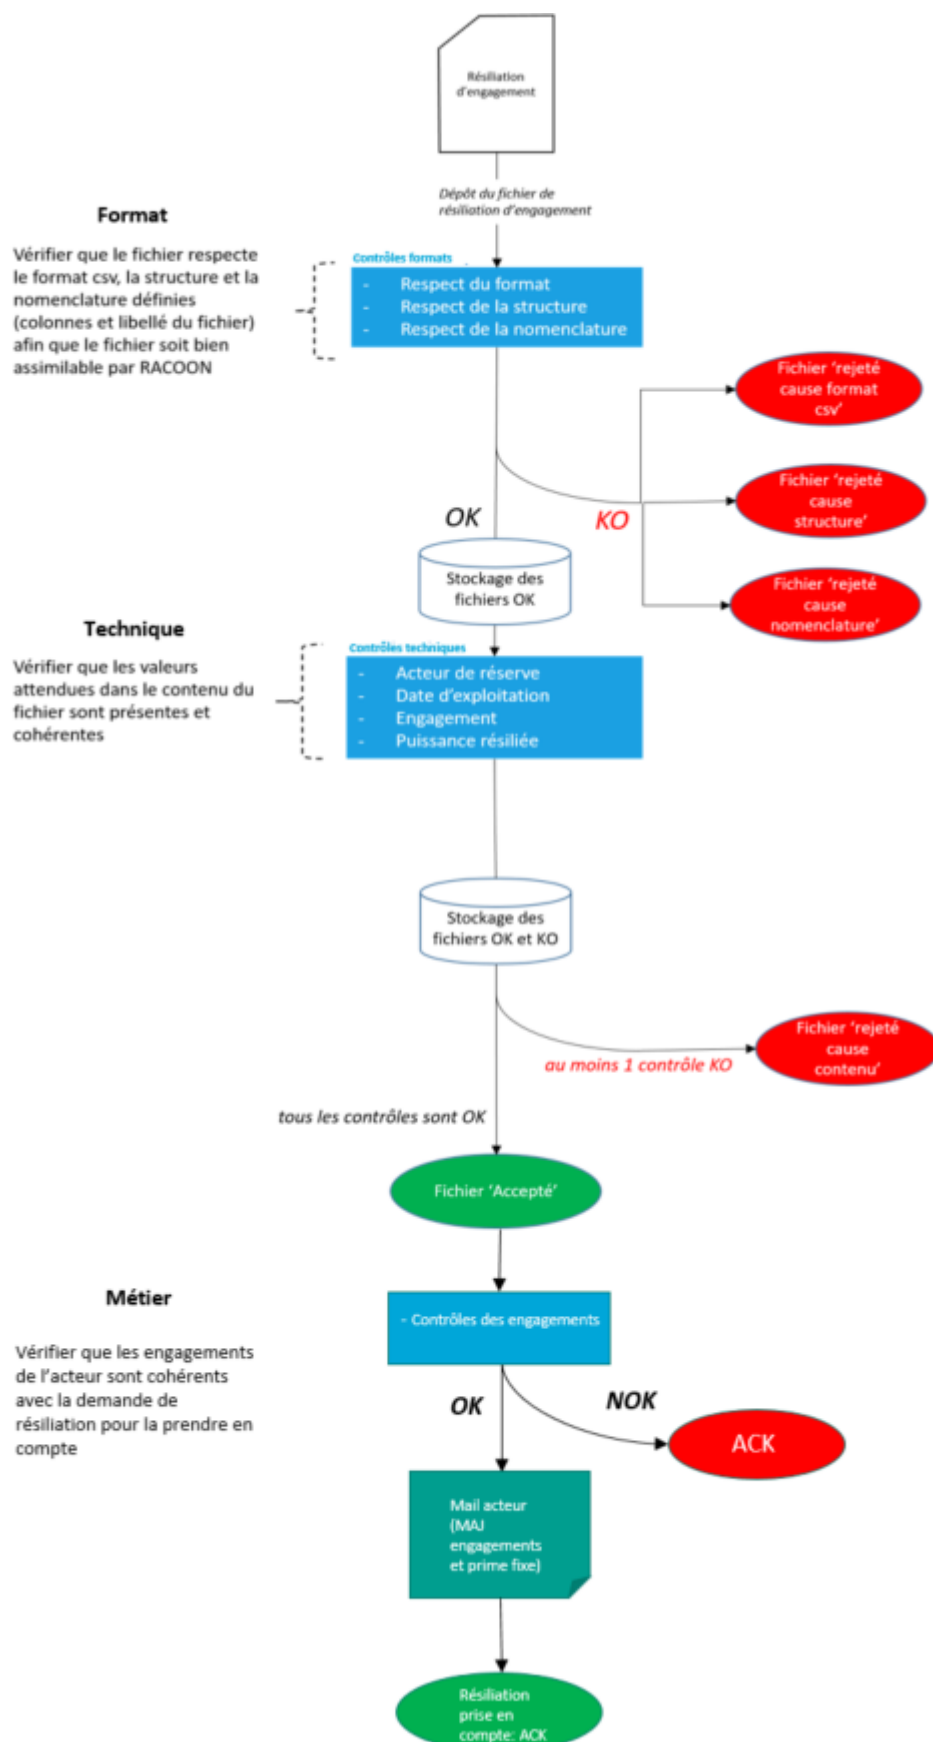 Résiliation
d'engagement
Dépôt du fichier de
résiliation d'engagement
Format
Vérifier que le fichier respecte
le format csv, la structure et la
nomenclature définies
(colonnes et libellé du fichier)
afin que le fichier soit bien
assimilable par RACOON
Contrôles formats
- Respect du format
- Respect de la structure
- Respect de la nomenclature
Fichier 'rejeté
cause format
csv'
OK
KO
Fichier 'rejeté
cause
structure'
Fichier 'rejeté
cause
nomenclature'
Stockage des
fichiers OK
Technique
Vérifier que les valeurs
attendues dans le contenu du
fichier sont présentes et
cohérentes
Contrôles techniques
- Acteur de réserve
- Date d'exploitation
- Engagement
- Puissance résiliée
Stockage des
fichiers OK et KO
au moins 1 contrôle KO
Fichier 'rejeté
cause
contenu'
tous les contrôles sont OK
Fichier 'Accepté'
Métier
Vérifier que les engagements
de l'acteur sont cohérents
avec la demande de
résiliation pour la prendre en
compte
- Contrôles des engagements
OK
NOK
ACK
Mail acteur
(MAJ
engagements
et prime fixe)
Résiliation
prise en
compte: ACK